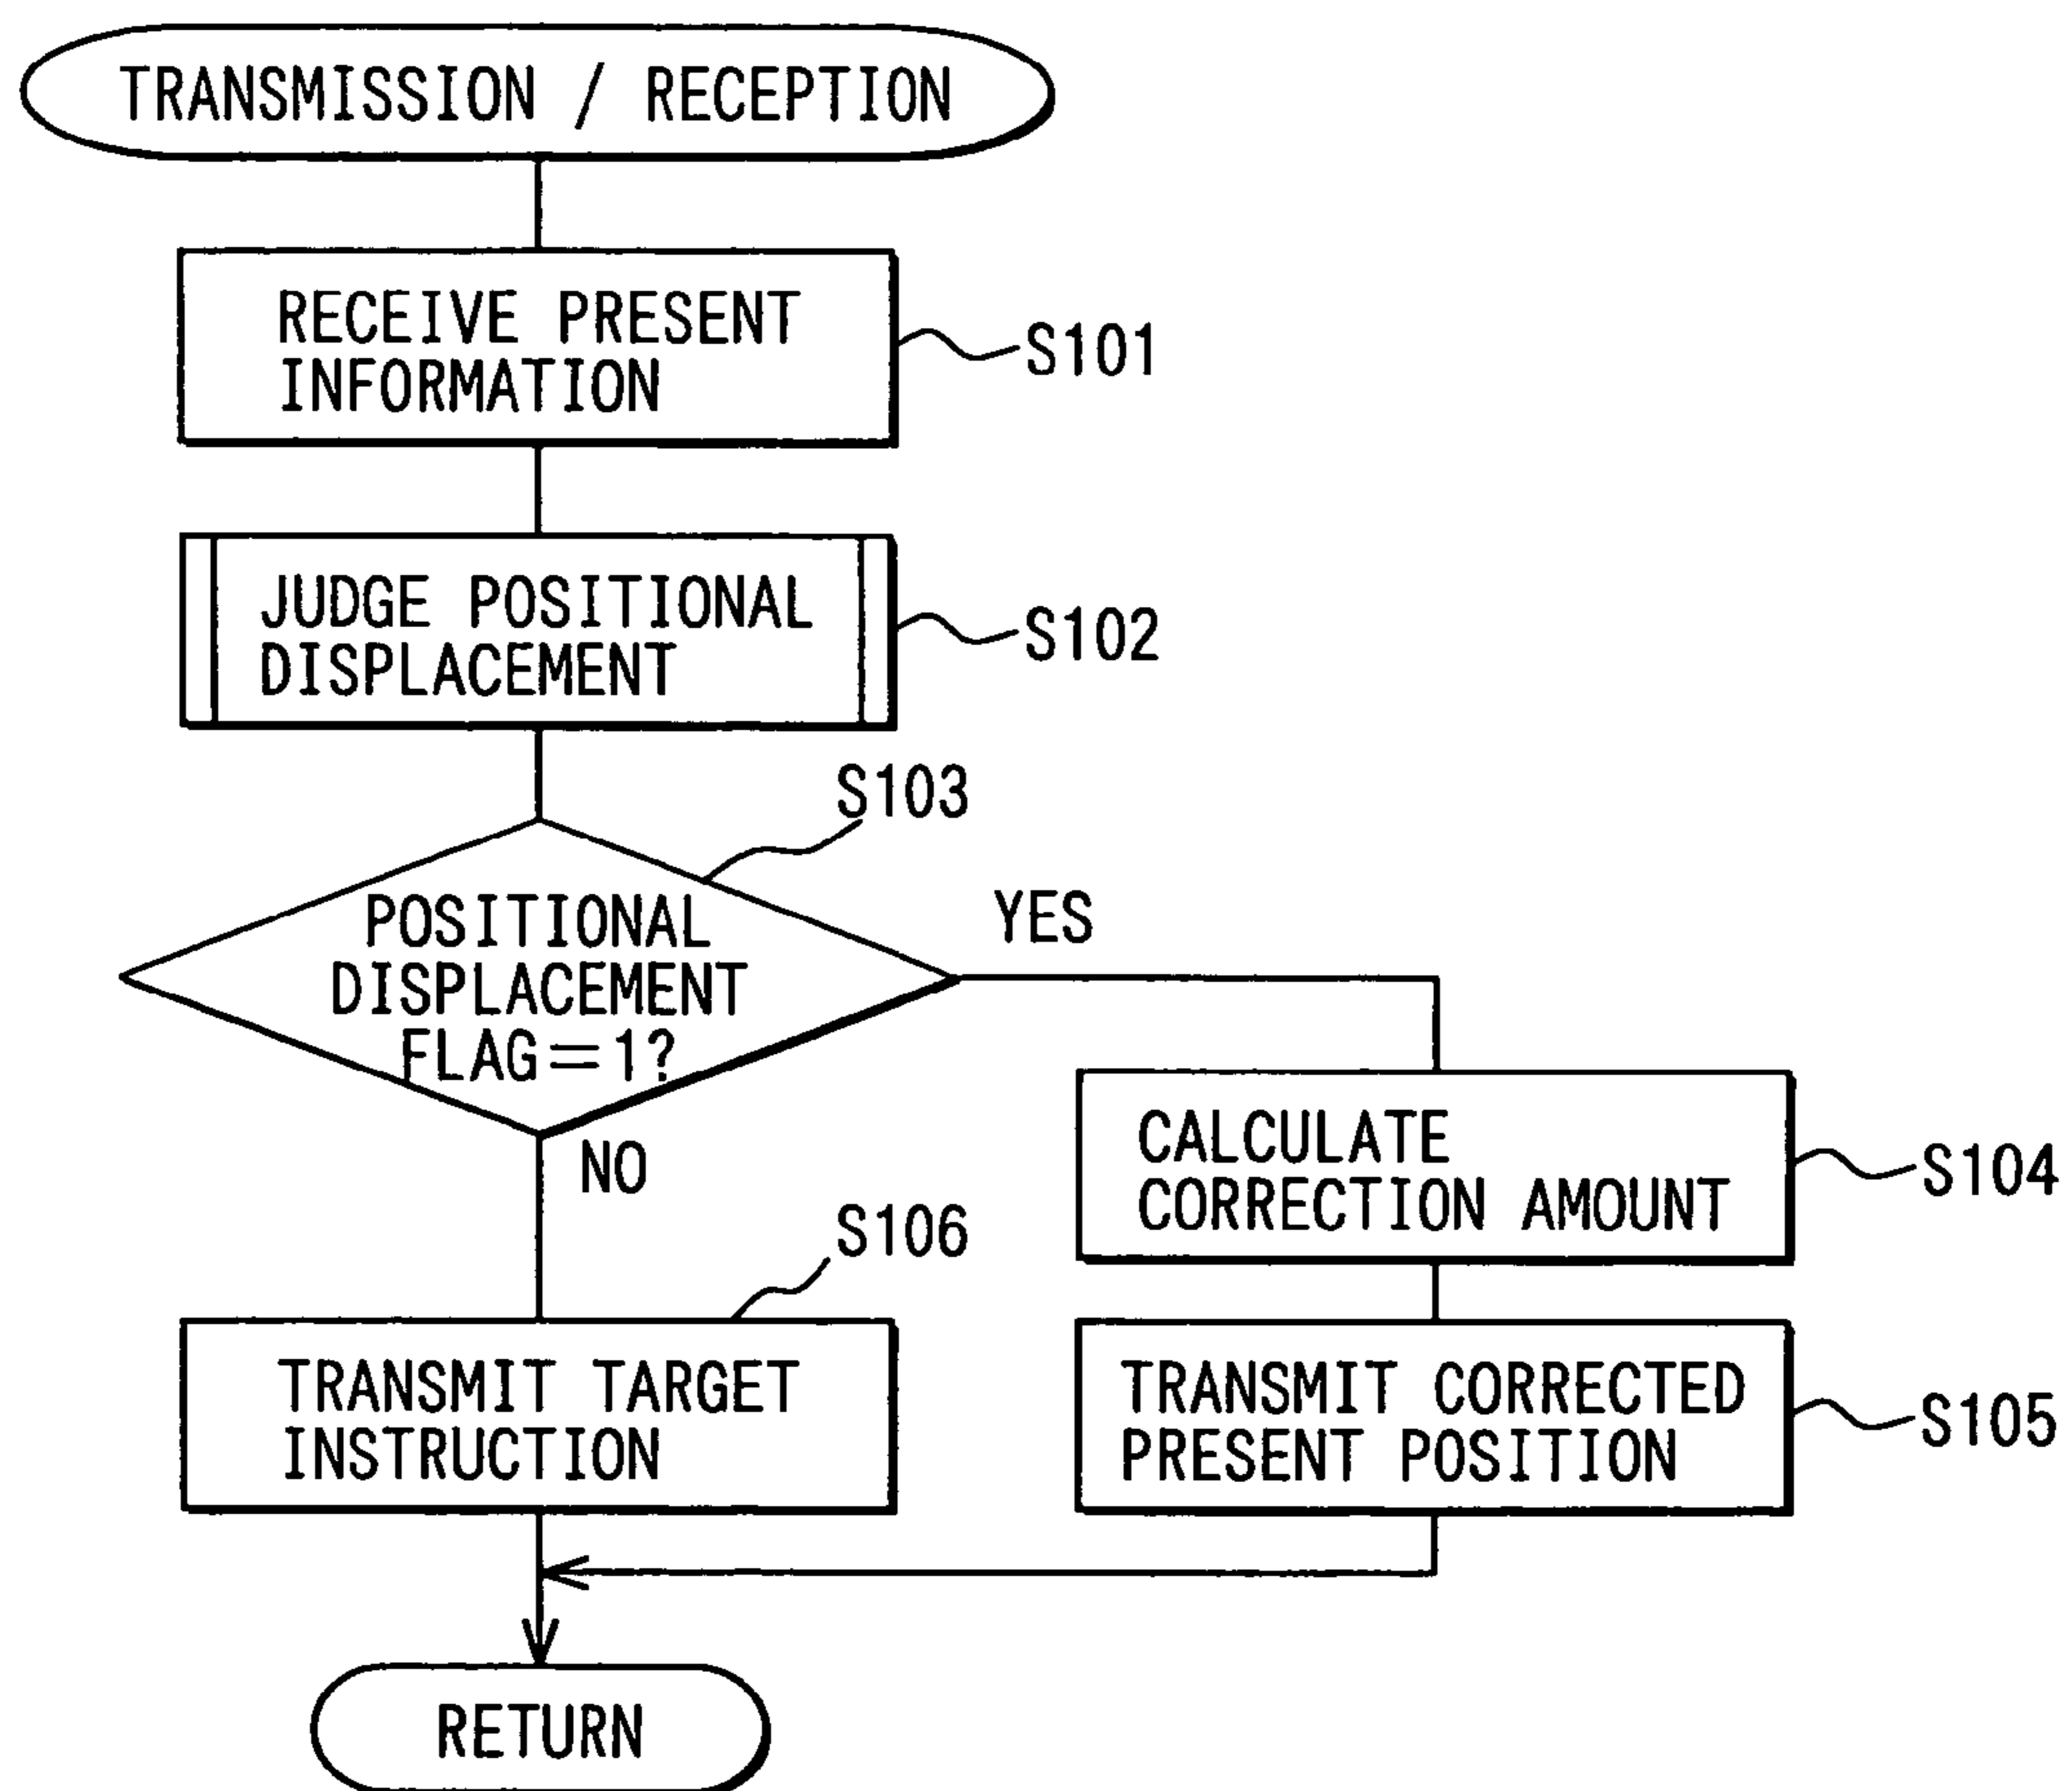 TRANSMISSION / RECEPTION
RECEIVE PRESENT
INFORMATION
S101
JUDGE POSITIONAL
DISPLACEMENT
S102
S103
POSITIONAL
DISPLACEMENT
FLAG=1?
YES
NO
CALCULATE
CORRECTION AMOUNT
S104
S106
TRANSMIT TARGET
INSTRUCTION
TRANSMIT CORRECTED
PRESENT POSITION
S105
RETURN